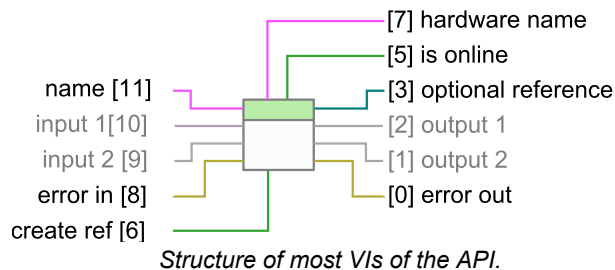 [7] hardware name
[5] is online
name [11]
[3] optional reference
input 1[10]
[2] output 1
input 2 [9]
[1] output 2
error in [8]
[0] error out
create ref [6]
Structure of most VIs of the API.